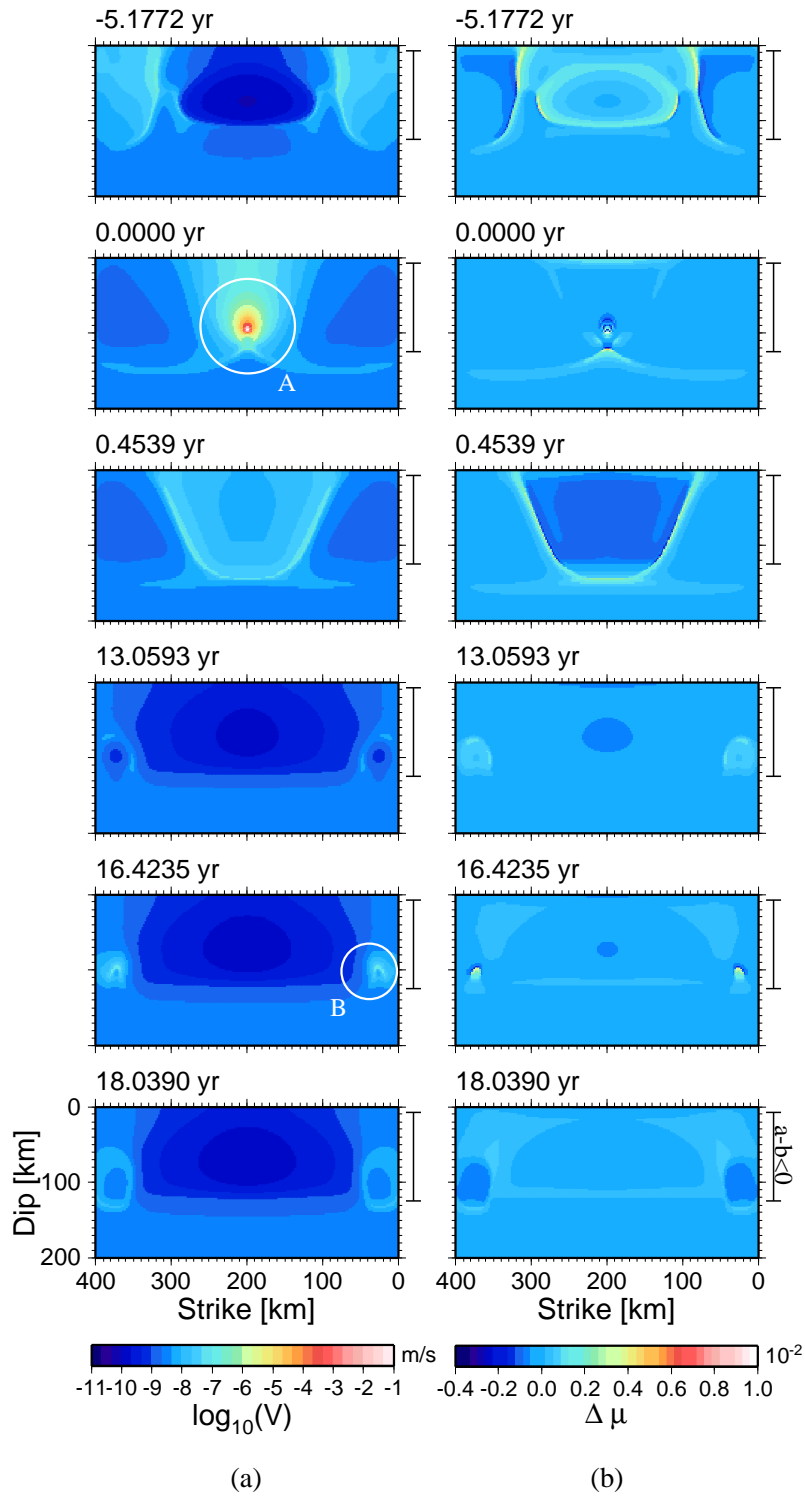 -5.1772 yr
-5.1772 yr
0.0000 yr
0.0000 yr
A
0.4539 yr
0.4539 yr
13.0593 yr
13.0593 yr
16.4235 yr
16.4235 yr
B
18.0390 yr
18.0390 yr
0
100
200
Dip [km]
a-b<0
400 300 200 100 0
400 300 200 100 0
Strike [km]
Strike [km]
m/s
10⁻²
-11 -10 -9 -8 -7 -6 -5 -4 -3 -2 -1
-0.4 -0.2 0.0 0.2 0.4 0.6 0.8 1.0
log₁₀(V)
Δ μ
(a)
(b)